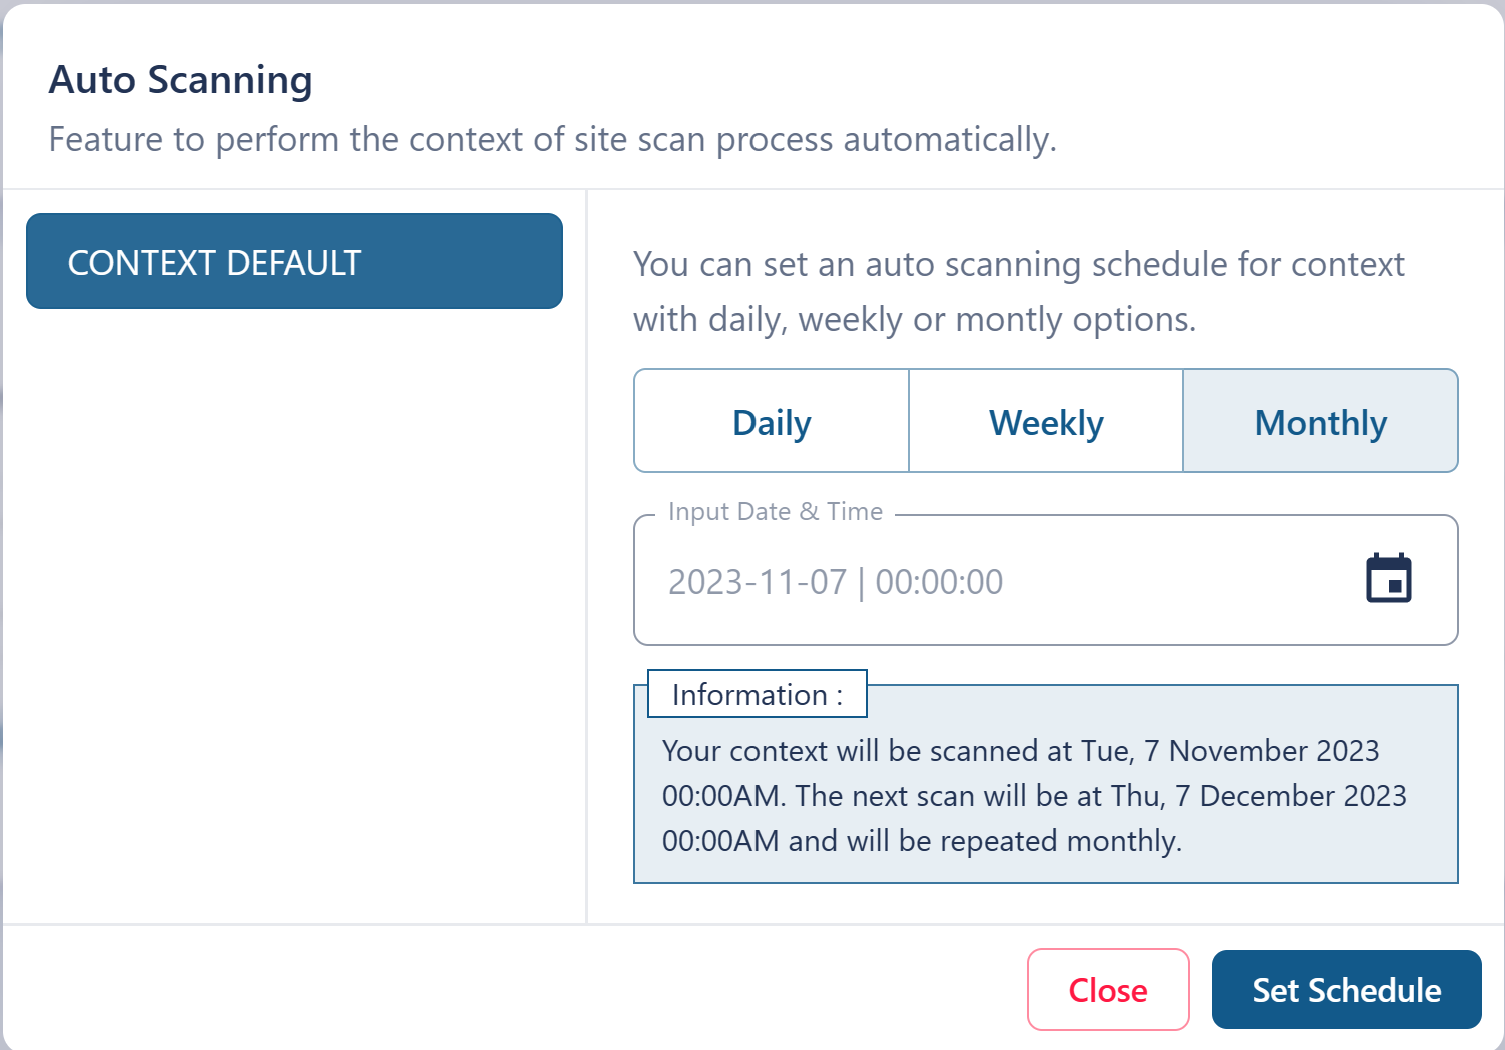 Auto Scanning
Feature to perform the context of site scan process automatically.
CONTEXT DEFAULT
You can set an auto scanning schedule for context
with daily, weekly or montly options.
Daily
Weekly
Monthly
Input Date & Time
2023-11-07 | 00:00:00
Information :
Your context will be scanned at Tue, 7 November 2023
00:00AM. The next scan will be at Thu, 7 December 2023
00:00AM and will be repeated monthly.
Close
Set Schedule